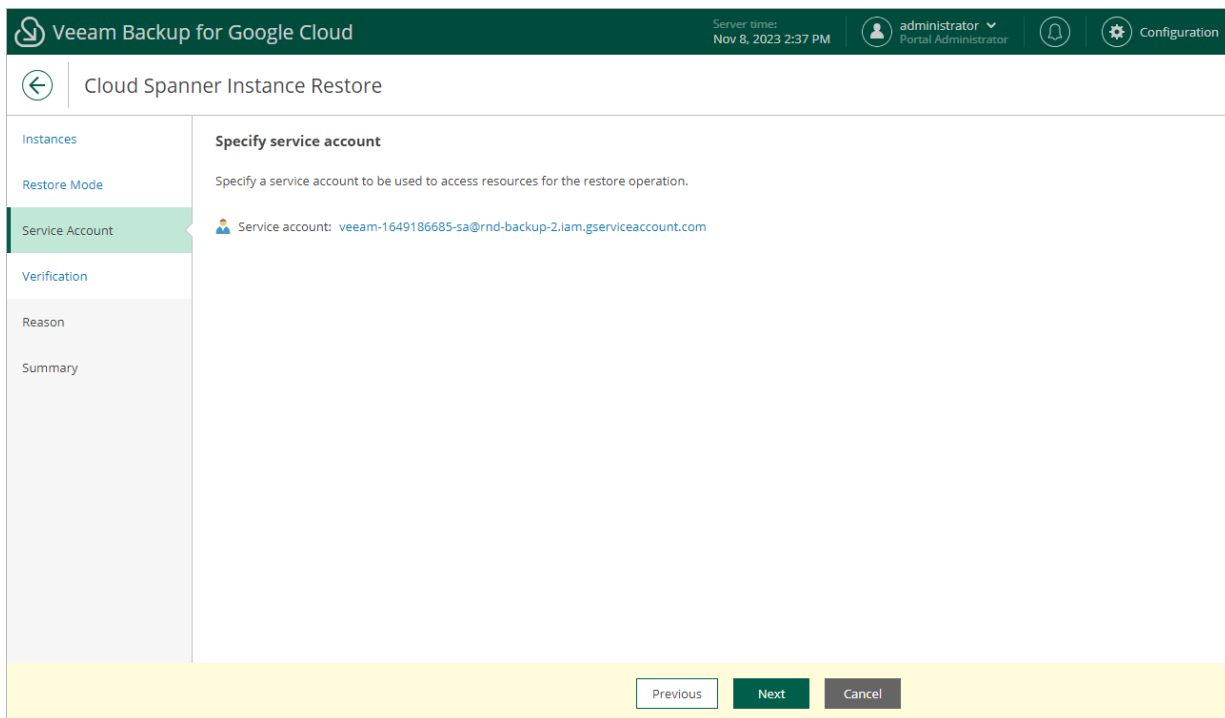 Veeam Backup for Google Cloud
Server time:
Nov 8, 2023 2:37 PM
administrator
Portal Administrator
Configuration
Cloud Spanner Instance Restore
Instances
Restore Mode
Service Account
Verification
Reason
Summary
Specify service account
Specify a service account to be used to access resources for the restore operation.
Service account: veeam-1649186685-sa@rnd-backup-2.iam.gserviceaccount.com
Previous
Next
Cancel